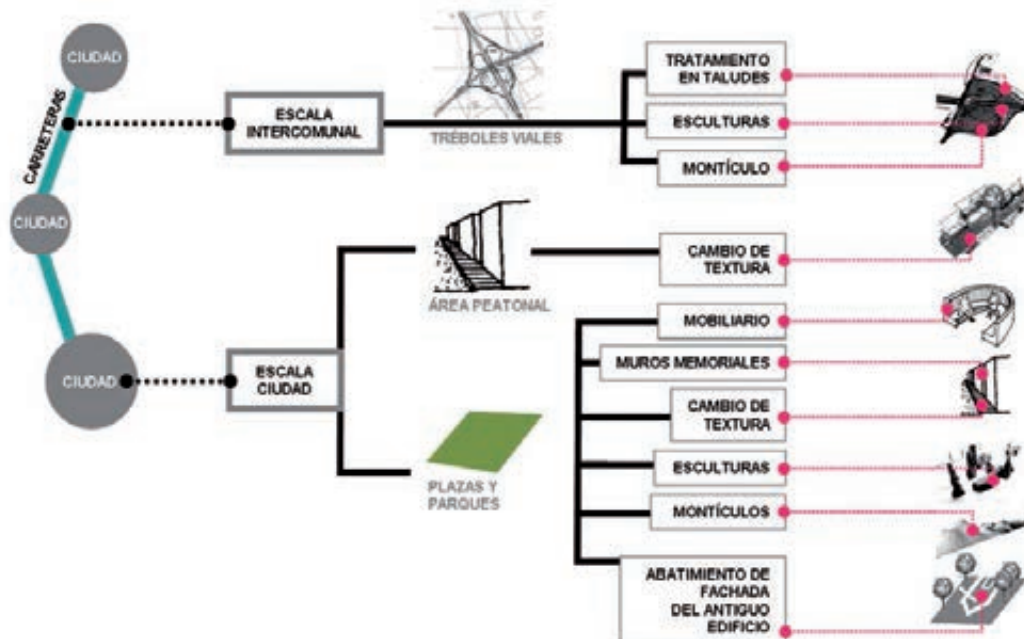 CIUDAD
CARRETERAS
CIUDAD
CIUDAD
ESCALA
INTERCOMUNAL
TRÉBOLES VIALES
TRATAMIENTO
EN TALUDES
ESCULTURAS
MONTÍCULO
ESCALA
CIUDAD
ÁREA PEATONAL
CAMBIO DE
TEXTURA
PLAZAS Y
PARQUES
MOBILIARIO
MUROS MEMORIALES
CAMBIO DE
TEXTURA
ESCULTURAS
MONTÍCULOS
ABATIMIENTO DE
FACHADA
DEL ANTIGUO
EDIFICIO